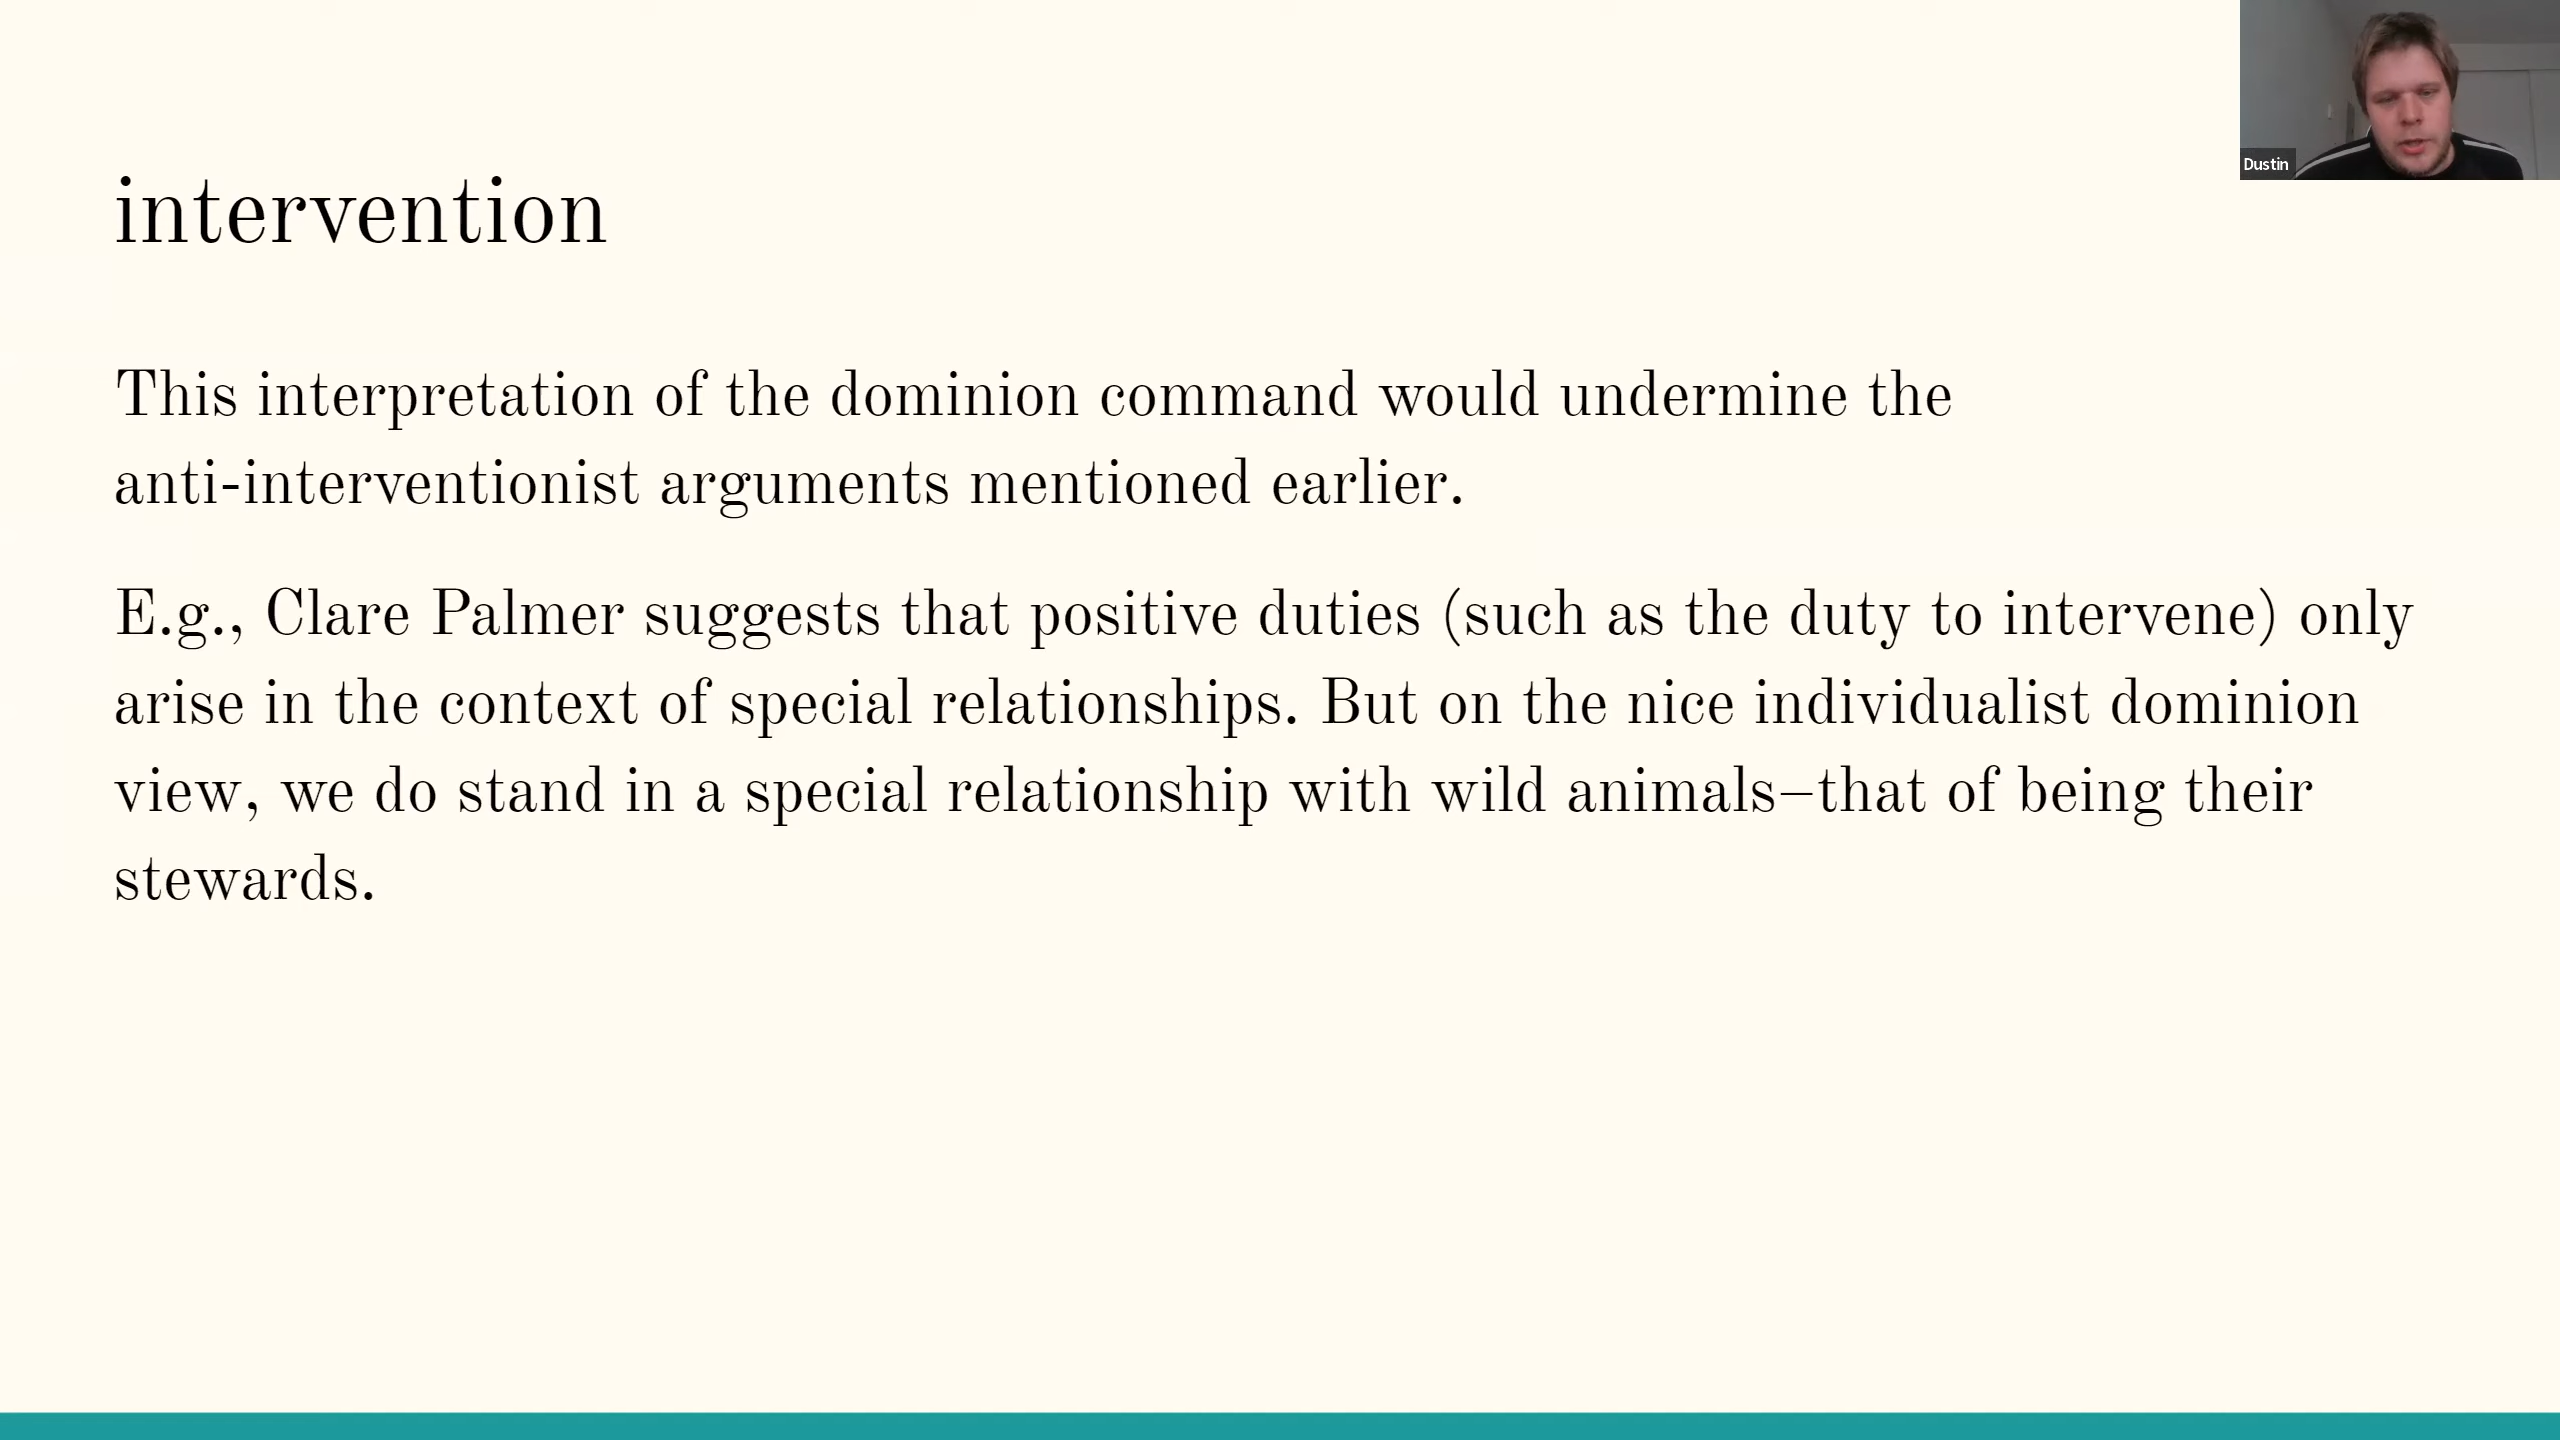 intervention
This interpretation of the dominion command would undermine the
anti-interventionist arguments mentioned earlier.
E.g., Clare Palmer suggests that positive duties (such as the duty to intervene) only
arise in the context of special relationships. But on the nice individualist dominion
view, we do stand in a special relationship with wild animals–that of being their
stewards.
Dustin